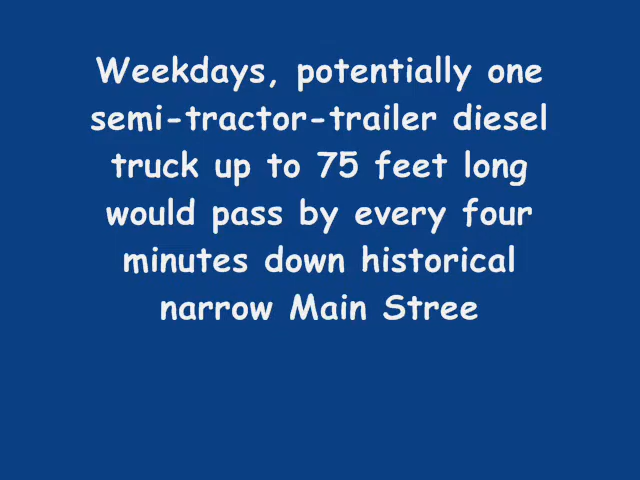 Weekdays, potentially one
semi-tractor-trailer diesel
truck up to 75 feet long
would pass by every four
minutes down historical
narrow Main Stree